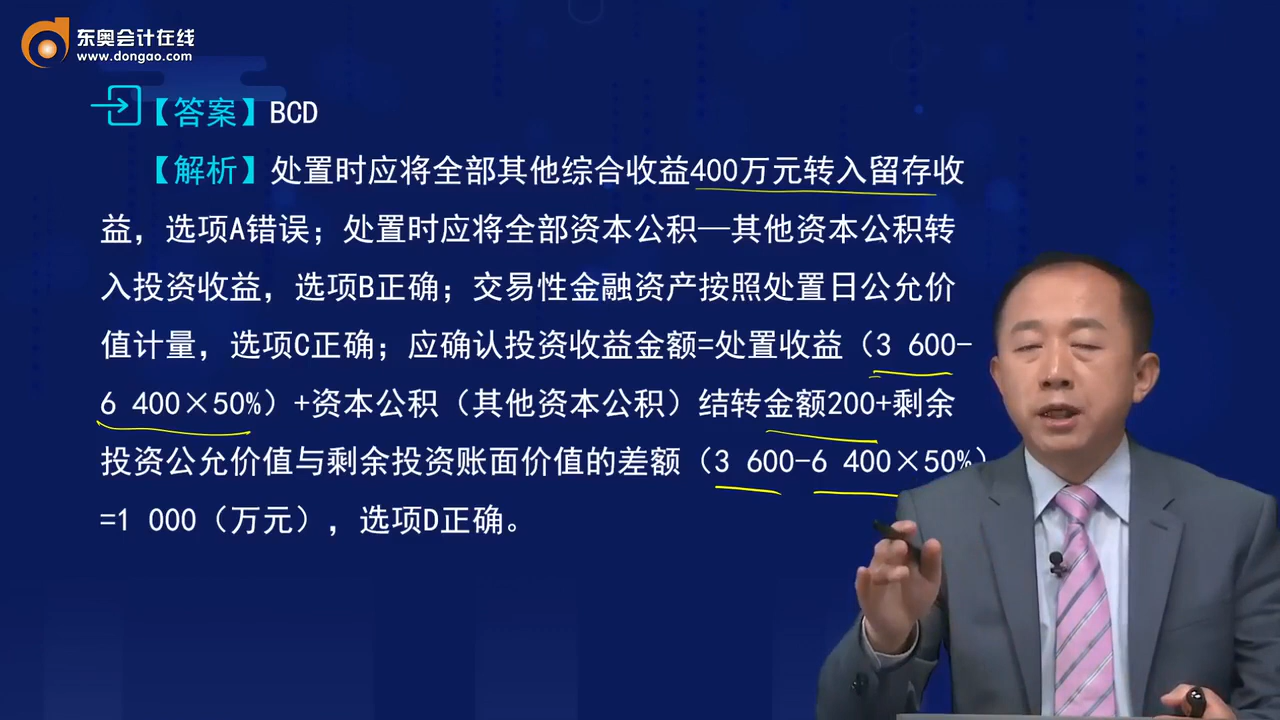 东奥会计在线
www.dongao.com
【答案】BCD
【解析】处置时应将全部其他综合收益400万元转入留存收
益，选项A错误；处置时应将全部资本公积—其他资本公积转
入投资收益，选项B正确；交易性金融资产按照处置日公允价
值计量，选项C正确；应确认投资收益金额=处置收益（3 600-
6 400×50%）+资本公积（其他资本公积）结转金额200+剩余
投资公允价值与剩余投资账面价值的差额（3 600-6 400×50%）
=1 000（万元），选项D正确。